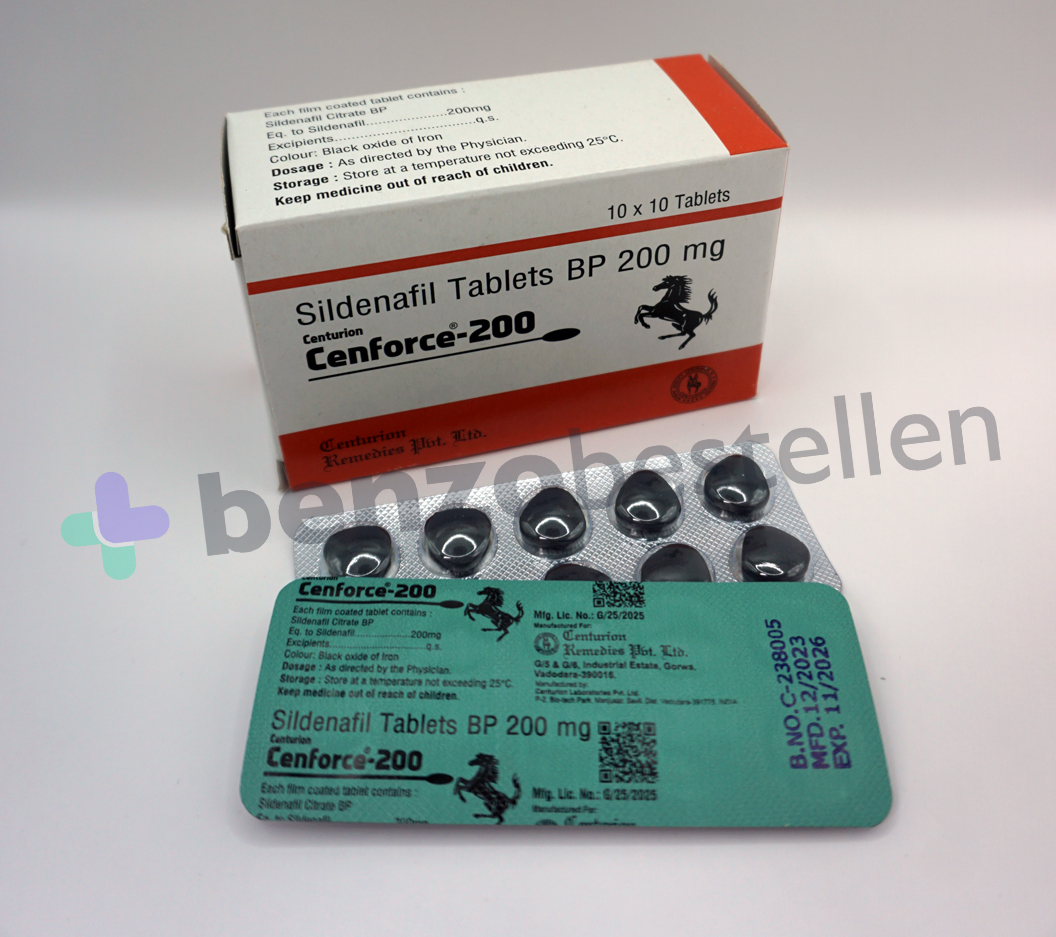 Each film coated tablet contains :
Sildenafil Citrate BP
Eq. to Sildenafil.....................200mg
Excipients...................................q.s.
Colour: Black oxide of Iron
Dosage : As directed by the Physician.
Storage : Store at a temperature not exceeding 25°C.
Keep medicine out of reach of children.
10 x 10 Tablets
Sildenafil Tablets BP 200 mg
Centurion
Cenforce®-200
Centurion
Remedies Pvt. Ltd.
benzobestellen
Centurion
Cenforce®-200
Each film coated tablet contains :
Sildenafil Citrate BP
Eq. to Sildenafil.....................200mg
Excipients...................................q.s.
Colour: Black oxide of Iron
Dosage : As directed by the Physician.
Storage : Store at a temperature not exceeding 25°C.
Keep medicine out of reach of children.
Mfg. Lic. No.: G/25/2025
Manufactured For:
Centurion
Remedies Pvt. Ltd.
G/5 & G/6, Industrial Estate, Gorwa,
Vadodara-390016.
Manufactured by:
Centurion Laboratories Pvt. Ltd.
B.NO.C-238005
MFD.12/2023
EXP. 11/2026
Sildenafil Tablets BP 200 mg
Centurion
Cenforce®-200
Each film coated tablet contains :
Sildenafil Citrate BP
Mfg. Lic. No.: G/25/2025
Manufactured For: